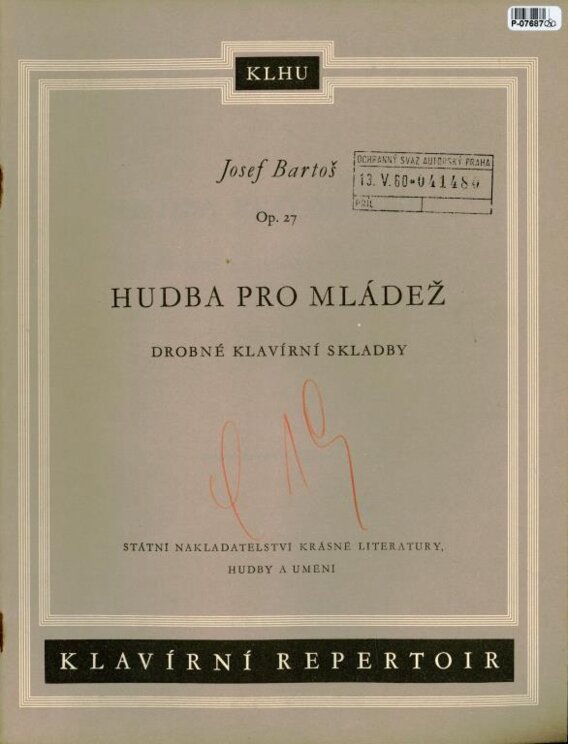 P-07687
KLHU
Josef Bartoš
OCHRANNÝ SVAZ AUTORSKÝ PRAHA
13. V. 60
PŘÍL.
Op. 27
HUDBA PRO MLÁDEŽ
DROBNÉ KLAVÍRNÍ SKLADBY
STÁTNÍ NAKLADATELSTVÍ KRÁSNÉ LITERATURY,
HUDBY A UMĚNÍ
KLAVÍRNÍ REPERTOIR